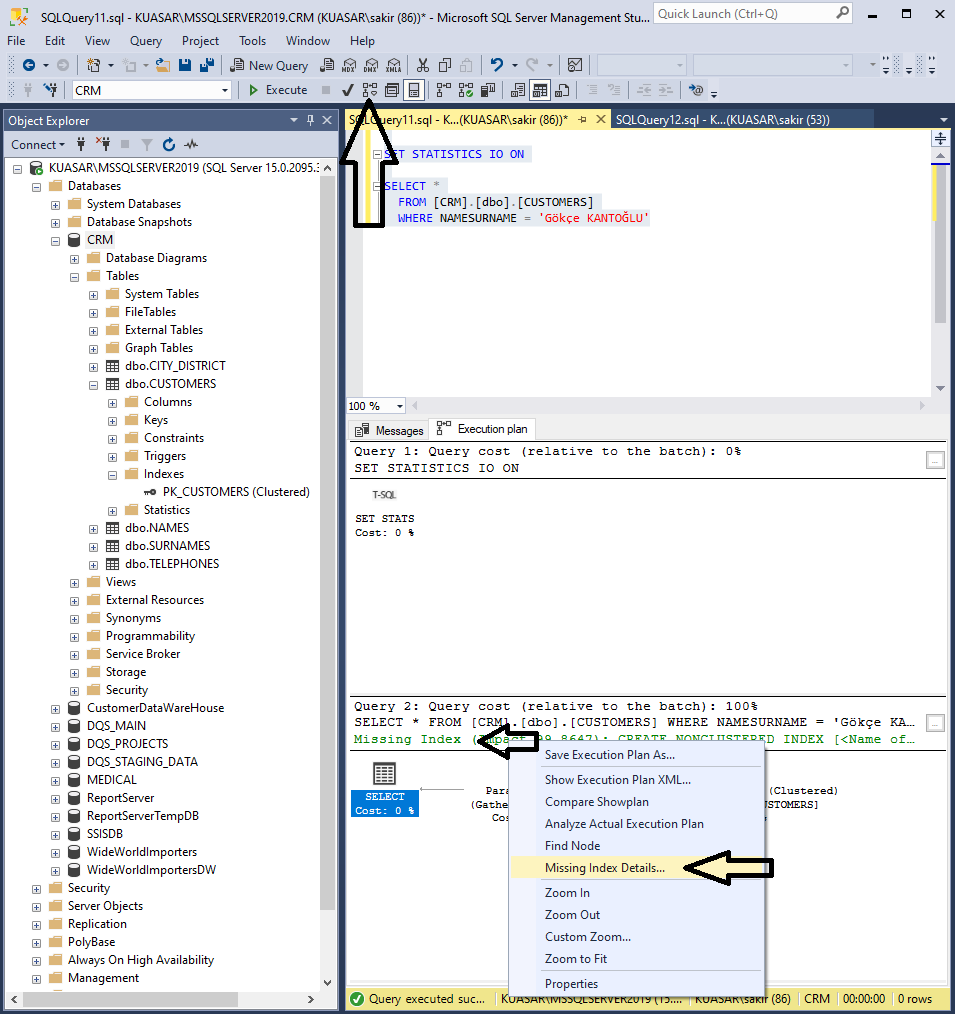 SQLQuery11.sql - KUASAR\MSSQLSERVER2019.CRM (KUASAR\sakir (86))* - Microsoft SQL Server Management Stu...
Quick Launch (Ctrl+Q)
File Edit View Query Project Tools Window Help
New Query MDX DMX XMLA
CRM Execute
Object Explorer
SQLQuery11.sql - K...(KUASAR\sakir (86))* SQLQuery12.sql - K...(KUASAR\sakir (53))
Connect
KUASAR\MSSQLSERVER2019 (SQL Server 15.0.2095.3
Databases
System Databases
Database Snapshots
CRM
Database Diagrams
Tables
System Tables
FileTables
External Tables
Graph Tables
dbo.CITY_DISTRICT
dbo.CUSTOMERS
Columns
Keys
Constraints
Triggers
Indexes
PK_CUSTOMERS (Clustered)
Statistics
dbo.NAMES
dbo.SURNAMES
dbo.TELEPHONES
Views
External Resources
Synonyms
Programmability
Service Broker
Storage
Security
CustomerDataWareHouse
DQS_MAIN
DQS_PROJECTS
DQS_STAGING_DATA
MEDICAL
ReportServer
ReportServerTempDB
SSISDB
WideWorldImporters
WideWorldImportersDW
Security
Server Objects
Replication
PolyBase
Always On High Availability
Management
SET STATISTICS IO ON
SELECT *
FROM [CRM].[dbo].[CUSTOMERS]
WHERE NAMESURNAME = 'Gökçe KANTOĞLU'
100 %
Messages Execution plan
Query 1: Query cost (relative to the batch): 0%
SET STATISTICS IO ON
T-SQL
SET STATS
Cost: 0 %
Query 2: Query cost (relative to the batch): 100%
SELECT * FROM [CRM].[dbo].[CUSTOMERS] WHERE NAMESURNAME = 'Gökçe KA...
Missing Index (Impact 99.8647): CREATE NONCLUSTERED INDEX [<Name of...
SELECT
Cost: 0 %
Para
(Gathe
Cos
(Clustered)
STOMERS]
Save Execution Plan As...
Show Execution Plan XML...
Compare Showplan
Analyze Actual Execution Plan
Find Node
Missing Index Details...
Zoom In
Zoom Out
Custom Zoom...
Zoom to Fit
Properties
Query executed suc... KUASAR\MSSQLSERVER2019 (15.... KUASAR\sakir (86) CRM 00:00:00 0 rows